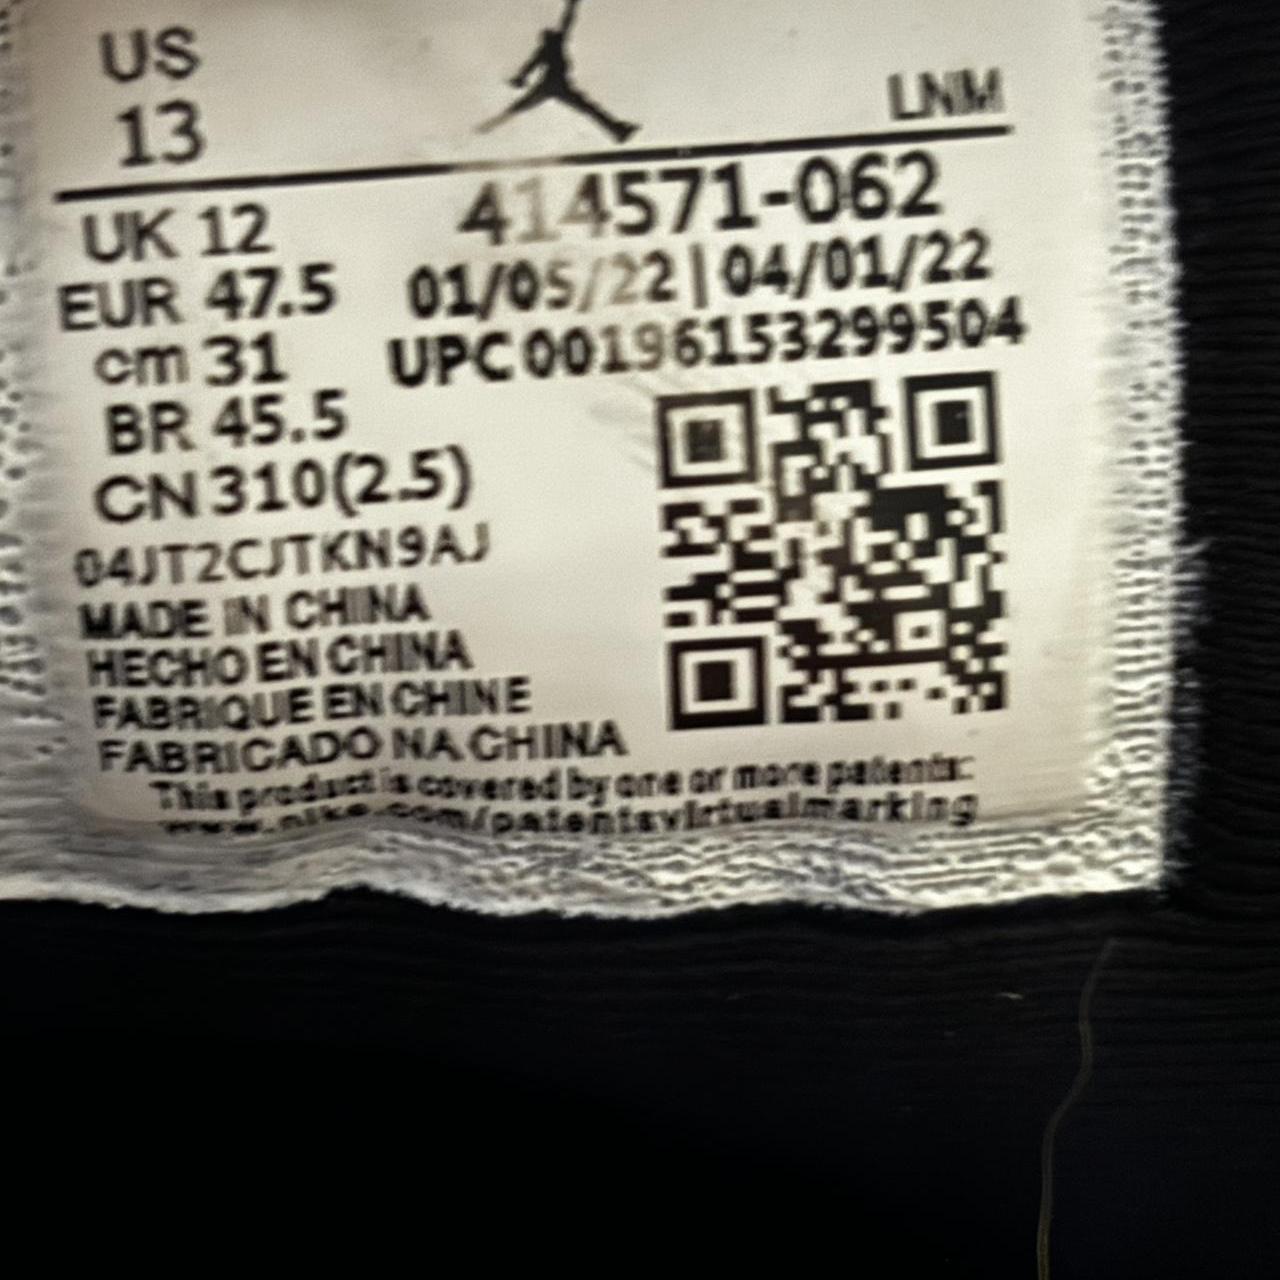 US
13
LNM
UK 12
414571-062
EUR 47.5
01/05/22 | 04/01/22
cm 31
UPC 00196153299504
BR 45.5
CN 310(2.5)
04JT2CJTKN9AJ
MADE IN CHINA
HECHO EN CHINA
FABRIQUE EN CHINE
FABRICADO NA CHINA
This product is covered by one or more patents:
www.nike.com/patentsvirtualmarking